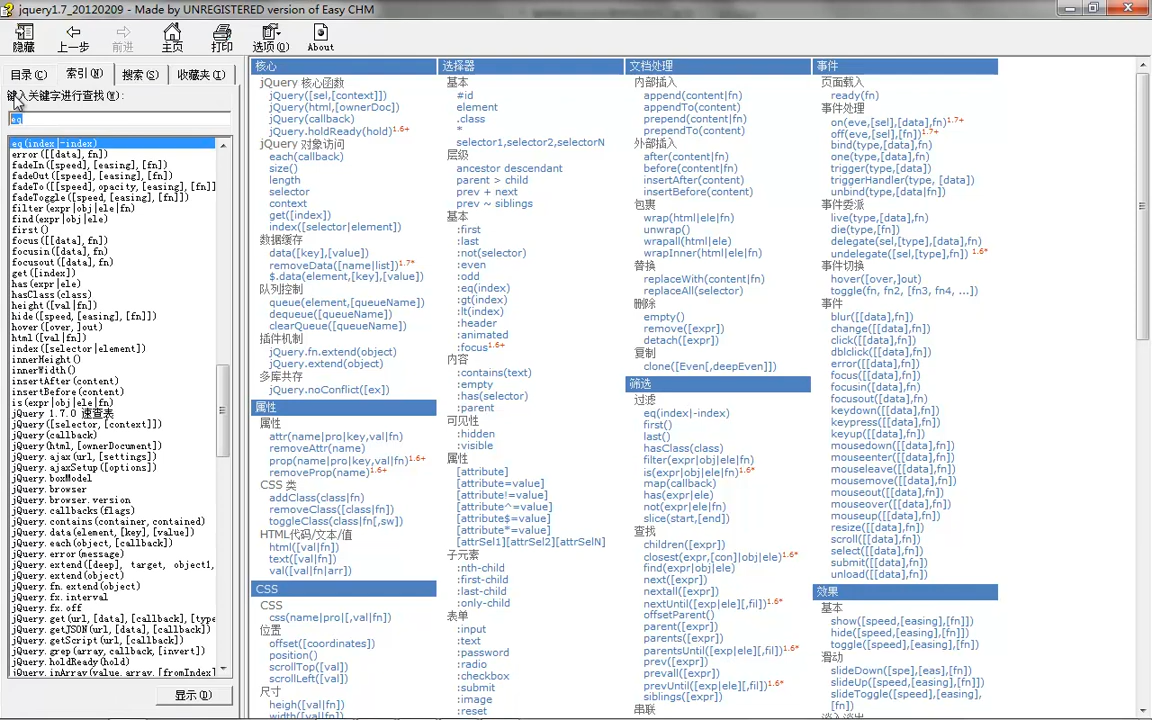 jquery1.7_20120209 - Made by UNREGISTERED version of Easy CHM
隐藏 上一步 前进 主页 打印 选项(O) About
目录(C) 索引(N) 搜索(S) 收藏夹(I)
键入关键字进行查找(W):
eq
eq(index|-index)
error([[data], fn])
fadeIn([speed], [easing], [fn])
fadeOut([speed], [easing], [fn])
fadeTo([[speed], opacity, [easing], [fn]]
fadeToggle([speed, [easing], [fn]])
filter(expr|obj|ele|fn)
find(expr|obj|ele)
first()
focus([[data], fn])
focusin([data], fn)
focusout([data], fn)
get([index])
has(expr|ele)
hasClass(class)
height([val|fn])
hide([speed, [easing], [fn]])
hover([over, ]out)
html([val|fn])
index([selector|element])
innerHeight()
innerWidth()
insertAfter(content)
insertBefore(content)
is(expr|obj|ele|fn)
jQuery 1.7.0 速查表
jQuery([selector, [context]])
jQuery(callback)
jQuery(html, [ownerDocument])
jQuery.ajax(url, [settings])
jQuery.ajaxSetup([options])
jQuery.boxModel
jQuery.browser
jQuery.browser.version
jQuery.callbacks(flags)
jQuery.contains(container, contained)
jQuery.data(element, [key], [value])
jQuery.each(object, [callback])
jQuery.error(message)
jQuery.extend([deep], target, object1,
jQuery.extend(object)
jQuery.fn.extend(object)
jQuery.fx.interval
jQuery.fx.off
jQuery.get(url, [data], [callback], [type
jQuery.getJSON(url, [data], [callback])
jQuery.getScript(url, [callback])
jQuery.grep(array, callback, [invert])
jQuery.holdReady(hold)
jQuery.inArray(value, array, [fromIndex]
显示(D)
核心
jQuery 核心函数
jQuery([sel,[context]])
jQuery(html,[ownerDoc])
jQuery(callback)
jQuery.holdReady(hold)1.6+
jQuery 对象访问
each(callback)
size()
length
selector
context
get([index])
index([selector|element])
数据缓存
data([key],[value])
removeData([name|list])1.7*
$.data(element,[key],[value])
队列控制
queue(element,[queueName])
dequeue([queueName])
clearQueue([queueName])
插件机制
jQuery.fn.extend(object)
jQuery.extend(object)
多库共存
jQuery.noConflict([ex])
属性
属性
attr(name|pro|key,val|fn)
removeAttr(name)
prop(name|pro|key,val|fn)1.6+
removeProp(name)1.6+
CSS 类
addClass(class|fn)
removeClass([class|fn])
toggleClass(class|fn[,sw])
HTML代码/文本/值
html([val|fn])
text([val|fn])
val([val|fn|arr])
CSS
CSS
css(name|pro|[,val|fn])
位置
offset([coordinates])
position()
scrollTop([val])
scrollLeft([val])
尺寸
heigh([val|fn])
width([val|fn])
选择器
基本
#id
element
.class
*
selector1,selector2,selectorN
层级
ancestor descendant
parent > child
prev + next
prev ~ siblings
基本
:first
:last
:not(selector)
:even
:odd
:eq(index)
:gt(index)
:lt(index)
:header
:animated
:focus1.6+
内容
:contains(text)
:empty
:has(selector)
:parent
可见性
:hidden
:visible
属性
[attribute]
[attribute=value]
[attribute!=value]
[attribute^=value]
[attribute$=value]
[attribute*=value]
[attrSel1][attrSel2][attrSelN]
子元素
:nth-child
:first-child
:last-child
:only-child
表单
:input
:text
:password
:radio
:checkbox
:submit
:image
:reset
文档处理
内部插入
append(content|fn)
appendTo(content)
prepend(content|fn)
prependTo(content)
外部插入
after(content|fn)
before(content|fn)
insertAfter(content)
insertBefore(content)
包裹
wrap(html|ele|fn)
unwrap()
wrapall(html|ele)
wrapInner(html|ele|fn)
替换
replaceWith(content|fn)
replaceAll(selector)
删除
empty()
remove([expr])
detach([expr])
复制
clone([Even[,deepEven]])
筛选
过滤
eq(index|-index)
first()
last()
hasClass(class)
filter(expr|obj|ele|fn)
is(expr|obj|ele|fn)1.6*
map(callback)
has(expr|ele)
not(expr|ele|fn)
slice(start,[end])
查找
children([expr])
closest(expr,[con]|obj|ele)1.6*
find(expr|obj|ele)
next([expr])
nextall([expr])
nextUntil([exp|ele][,fil])1.6*
offsetParent()
parent([expr])
parents([expr])
parentsUntil([exp|ele][,fil])1.6*
prev([expr])
prevall([expr])
prevUntil([exp|ele][,fil])1.6*
siblings([expr])
串联
事件
页面载入
ready(fn)
事件处理
on(eve,[sel],[data],fn)1.7+
off(eve,[sel],[fn])1.7+
bind(type,[data],fn)
one(type,[data],fn)
trigger(type,[data])
triggerHandler(type, [data])
unbind(type,[data|fn])
事件委派
live(type,[data],fn)
die(type,[fn])
delegate(sel,[type],[data],fn)
undelegate([sel,[type],fn]) 1.6*
事件切换
hover([over,]out)
toggle(fn, fn2, [fn3, fn4, ...])
事件
blur([[data],fn])
change([[data],fn])
click([[data],fn])
dblclick([[data],fn])
error([[data],fn])
focus([[data],fn])
focusin([data],fn)
focusout([data],fn)
keydown([[data],fn])
keypress([[data],fn])
keyup([[data],fn])
mousedown([[data],fn])
mouseenter([[data],fn])
mouseleave([[data],fn])
mousemove([[data],fn])
mouseout([[data],fn])
mouseover([[data],fn])
mouseup([[data],fn])
resize([[data],fn])
scroll([[data],fn])
select([[data],fn])
submit([[data],fn])
unload([[data],fn])
效果
基本
show([speed,[easing],[fn]])
hide([speed,[easing],[fn]])
toggle([speed],[easing],[fn])
滑动
slideDown([spe],[eas],[fn])
slideUp([speed,[easing],[fn]])
slideToggle([speed],[easing],
[fn])
淡入淡出